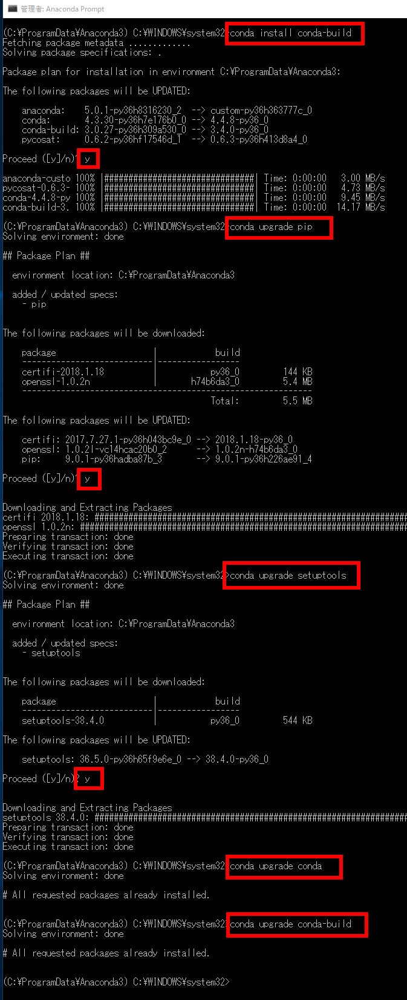 管理者: Anaconda Prompt
(C:¥ProgramData¥Anaconda3) C:¥WINDOWS¥system32>conda install conda-build
Fetching package metadata .............
Solving package specifications: .
Package plan for installation in environment C:¥ProgramData¥Anaconda3:
The following packages will be UPDATED:
anaconda:    5.0.1-py36h8316230_2  --> custom-py36h363777c_0
conda:       4.3.30-py36h7e176b0_0 --> 4.4.8-py36_0
conda-build: 3.0.27-py36h309a530_0 --> 3.4.0-py36_0
pycosat:     0.6.2-py36hf17546d_1  --> 0.6.3-py36h413d8a4_0
Proceed ([y]/n)? y
anaconda-custo 100% |###############################| Time: 0:00:00   3.00 MB/s
pycosat-0.6.3- 100% |###############################| Time: 0:00:00   4.73 MB/s
conda-4.4.8-py 100% |###############################| Time: 0:00:00   9.45 MB/s
conda-build-3. 100% |###############################| Time: 0:00:00  14.17 MB/s
(C:¥ProgramData¥Anaconda3) C:¥WINDOWS¥system32>conda upgrade pip
Solving environment: done
## Package Plan ##
environment location: C:¥ProgramData¥Anaconda3
added / updated specs:
- pip
The following packages will be downloaded:
package                    |            build
---------------------------|-----------------
certifi-2018.1.18          |           py36_0         144 KB
openssl-1.0.2n             |       h74b6da3_0         5.4 MB
------------------------------------------------------------
Total:         5.5 MB
The following packages will be UPDATED:
certifi: 2017.7.27.1-py36h043bc9e_0 --> 2018.1.18-py36_0
openssl: 1.0.2l-vc14hcac20b0_2      --> 1.0.2n-h74b6da3_0
pip:     9.0.1-py36hadba87b_3       --> 9.0.1-py36h226ae91_4
Proceed ([y]/n)? y
Downloading and Extracting Packages
certifi 2018.1.18: #################################################################
openssl 1.0.2n: ####################################################################
Preparing transaction: done
Verifying transaction: done
Executing transaction: done
(C:¥ProgramData¥Anaconda3) C:¥WINDOWS¥system32>conda upgrade setuptools
Solving environment: done
## Package Plan ##
environment location: C:¥ProgramData¥Anaconda3
added / updated specs:
- setuptools
The following packages will be downloaded:
package                    |            build
---------------------------|-----------------
setuptools-38.4.0          |           py36_0         544 KB
The following packages will be UPDATED:
setuptools: 36.5.0-py36h65f9e6e_0 --> 38.4.0-py36_0
Proceed ([y]/n)? y
Downloading and Extracting Packages
setuptools 38.4.0: #################################################################
Preparing transaction: done
Verifying transaction: done
Executing transaction: done
(C:¥ProgramData¥Anaconda3) C:¥WINDOWS¥system32>conda upgrade conda
Solving environment: done
# All requested packages already installed.
(C:¥ProgramData¥Anaconda3) C:¥WINDOWS¥system32>conda upgrade conda-build
Solving environment: done
# All requested packages already installed.
(C:¥ProgramData¥Anaconda3) C:¥WINDOWS¥system32>